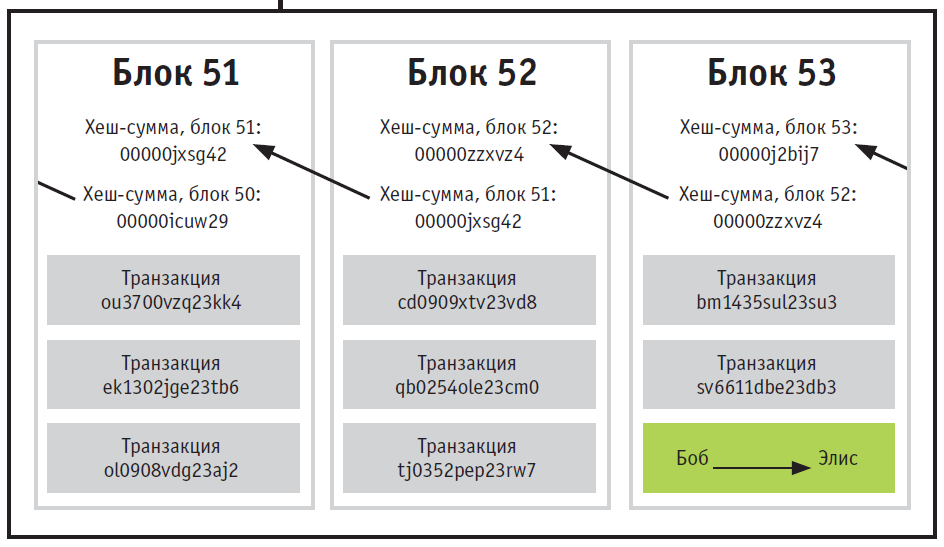 Блок 51
Хеш-сумма, блок 51:
00000jxsg42
Хеш-сумма, блок 50:
00000icuw29
Транзакция
ou3700vzq23kk4
Транзакция
ek1302jge23tb6
Транзакция
ol0908vdg23aj2
Блок 52
Хеш-сумма, блок 52:
00000zzxvz4
Хеш-сумма, блок 51:
00000jxsg42
Транзакция
cd0909xtv23vd8
Транзакция
qb0254ole23cm0
Транзакция
tj0352pep23rw7
Блок 53
Хеш-сумма, блок 53:
00000j2bij7
Хеш-сумма, блок 52:
00000zzxvz4
Транзакция
bm1435sul23su3
Транзакция
sv6611dbe23db3
Боб Элис